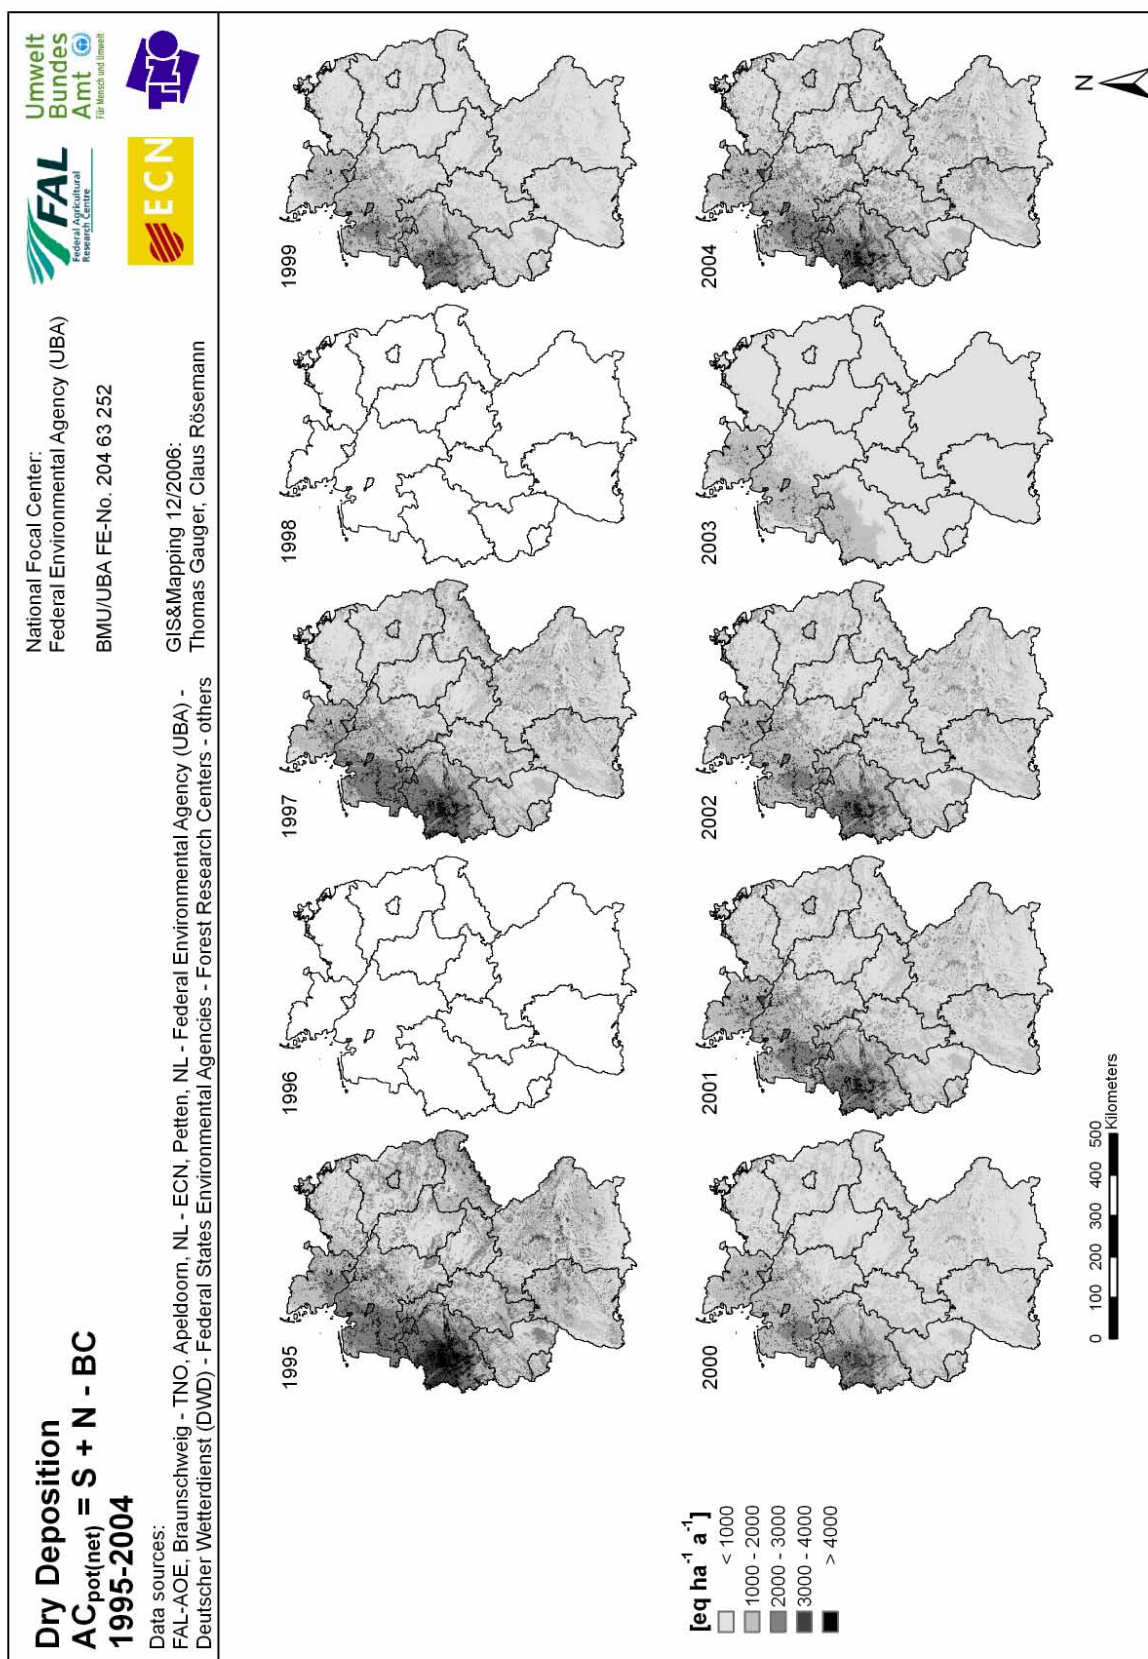 Dry Deposition
ACpot(net) = S + N - BC
1995-2004
Data sources:
FAL-AOE, Braunschweig - TNO, Apeldoorn, NL - ECN, Petten, NL - Federal Environmental Agency (UBA) -
Deutscher Wetterdienst (DWD) - Federal States Environmental Agencies - Forest Research Centers - others
National Focal Center:
Federal Environmental Agency (UBA)
BMU/UBA FE-No. 204 63 252
GIS&Mapping 12/2006:
Thomas Gauger, Claus Rösemann
FAL
Federal Agricultural
Research Centre
Umwelt
Bundes
Amt
Für Mensch und Umwelt
ECN
TNO
1995
1996
1997
1998
1999
2000
2001
2002
2003
2004
[eq ha-1 a-1]
< 1000
1000 - 2000
2000 - 3000
3000 - 4000
> 4000
0 100 200 300 400 500
Kilometers
N